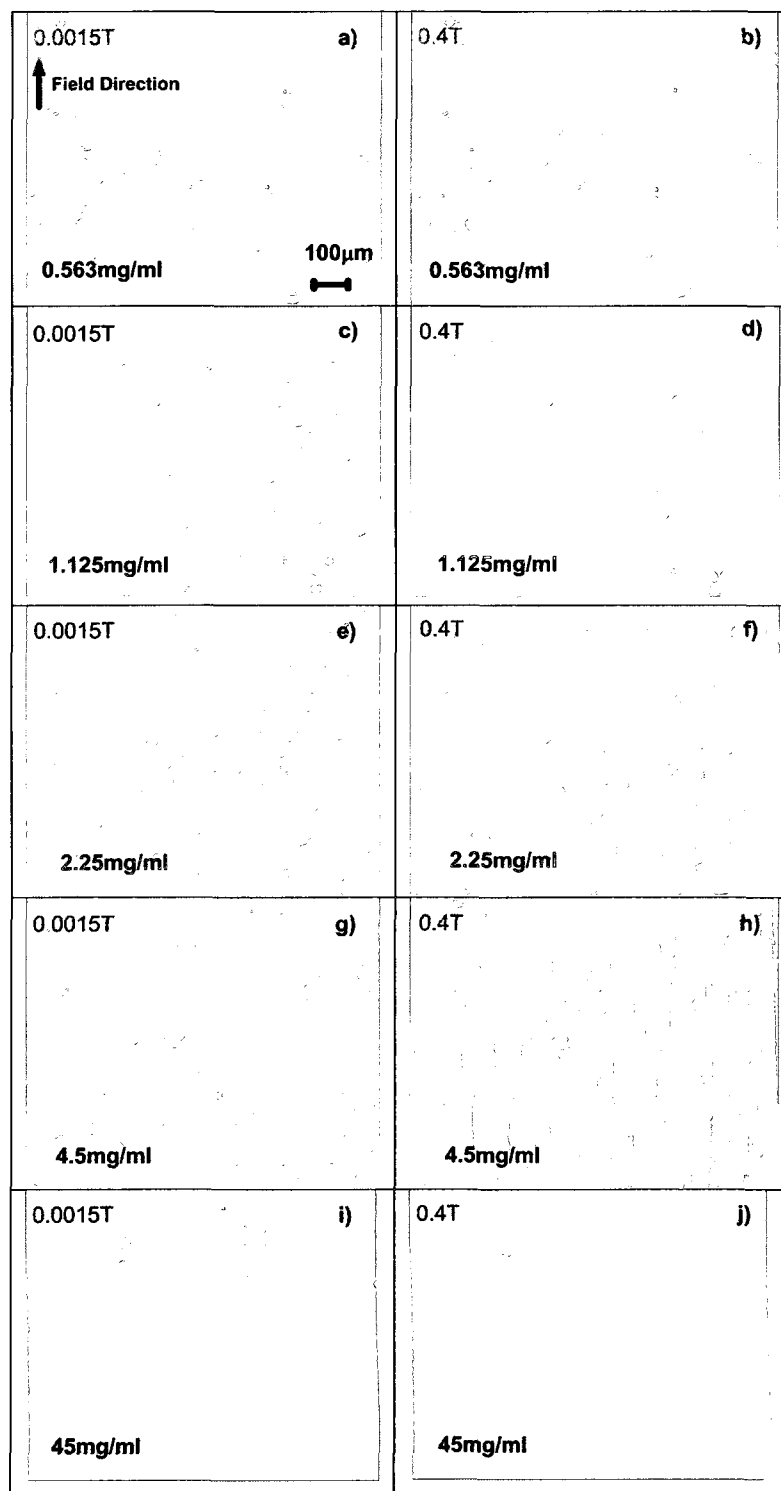 0.0015T a)
Field Direction
0.563mg/ml
100µm
0.4T b)
0.563mg/ml
0.0015T c)
1.125mg/ml
0.4T d)
1.125mg/ml
0.0015T e)
2.25mg/ml
0.4T f)
2.25mg/ml
0.0015T g)
4.5mg/ml
0.4T h)
4.5mg/ml
0.0015T i)
45mg/ml
0.4T j)
45mg/ml